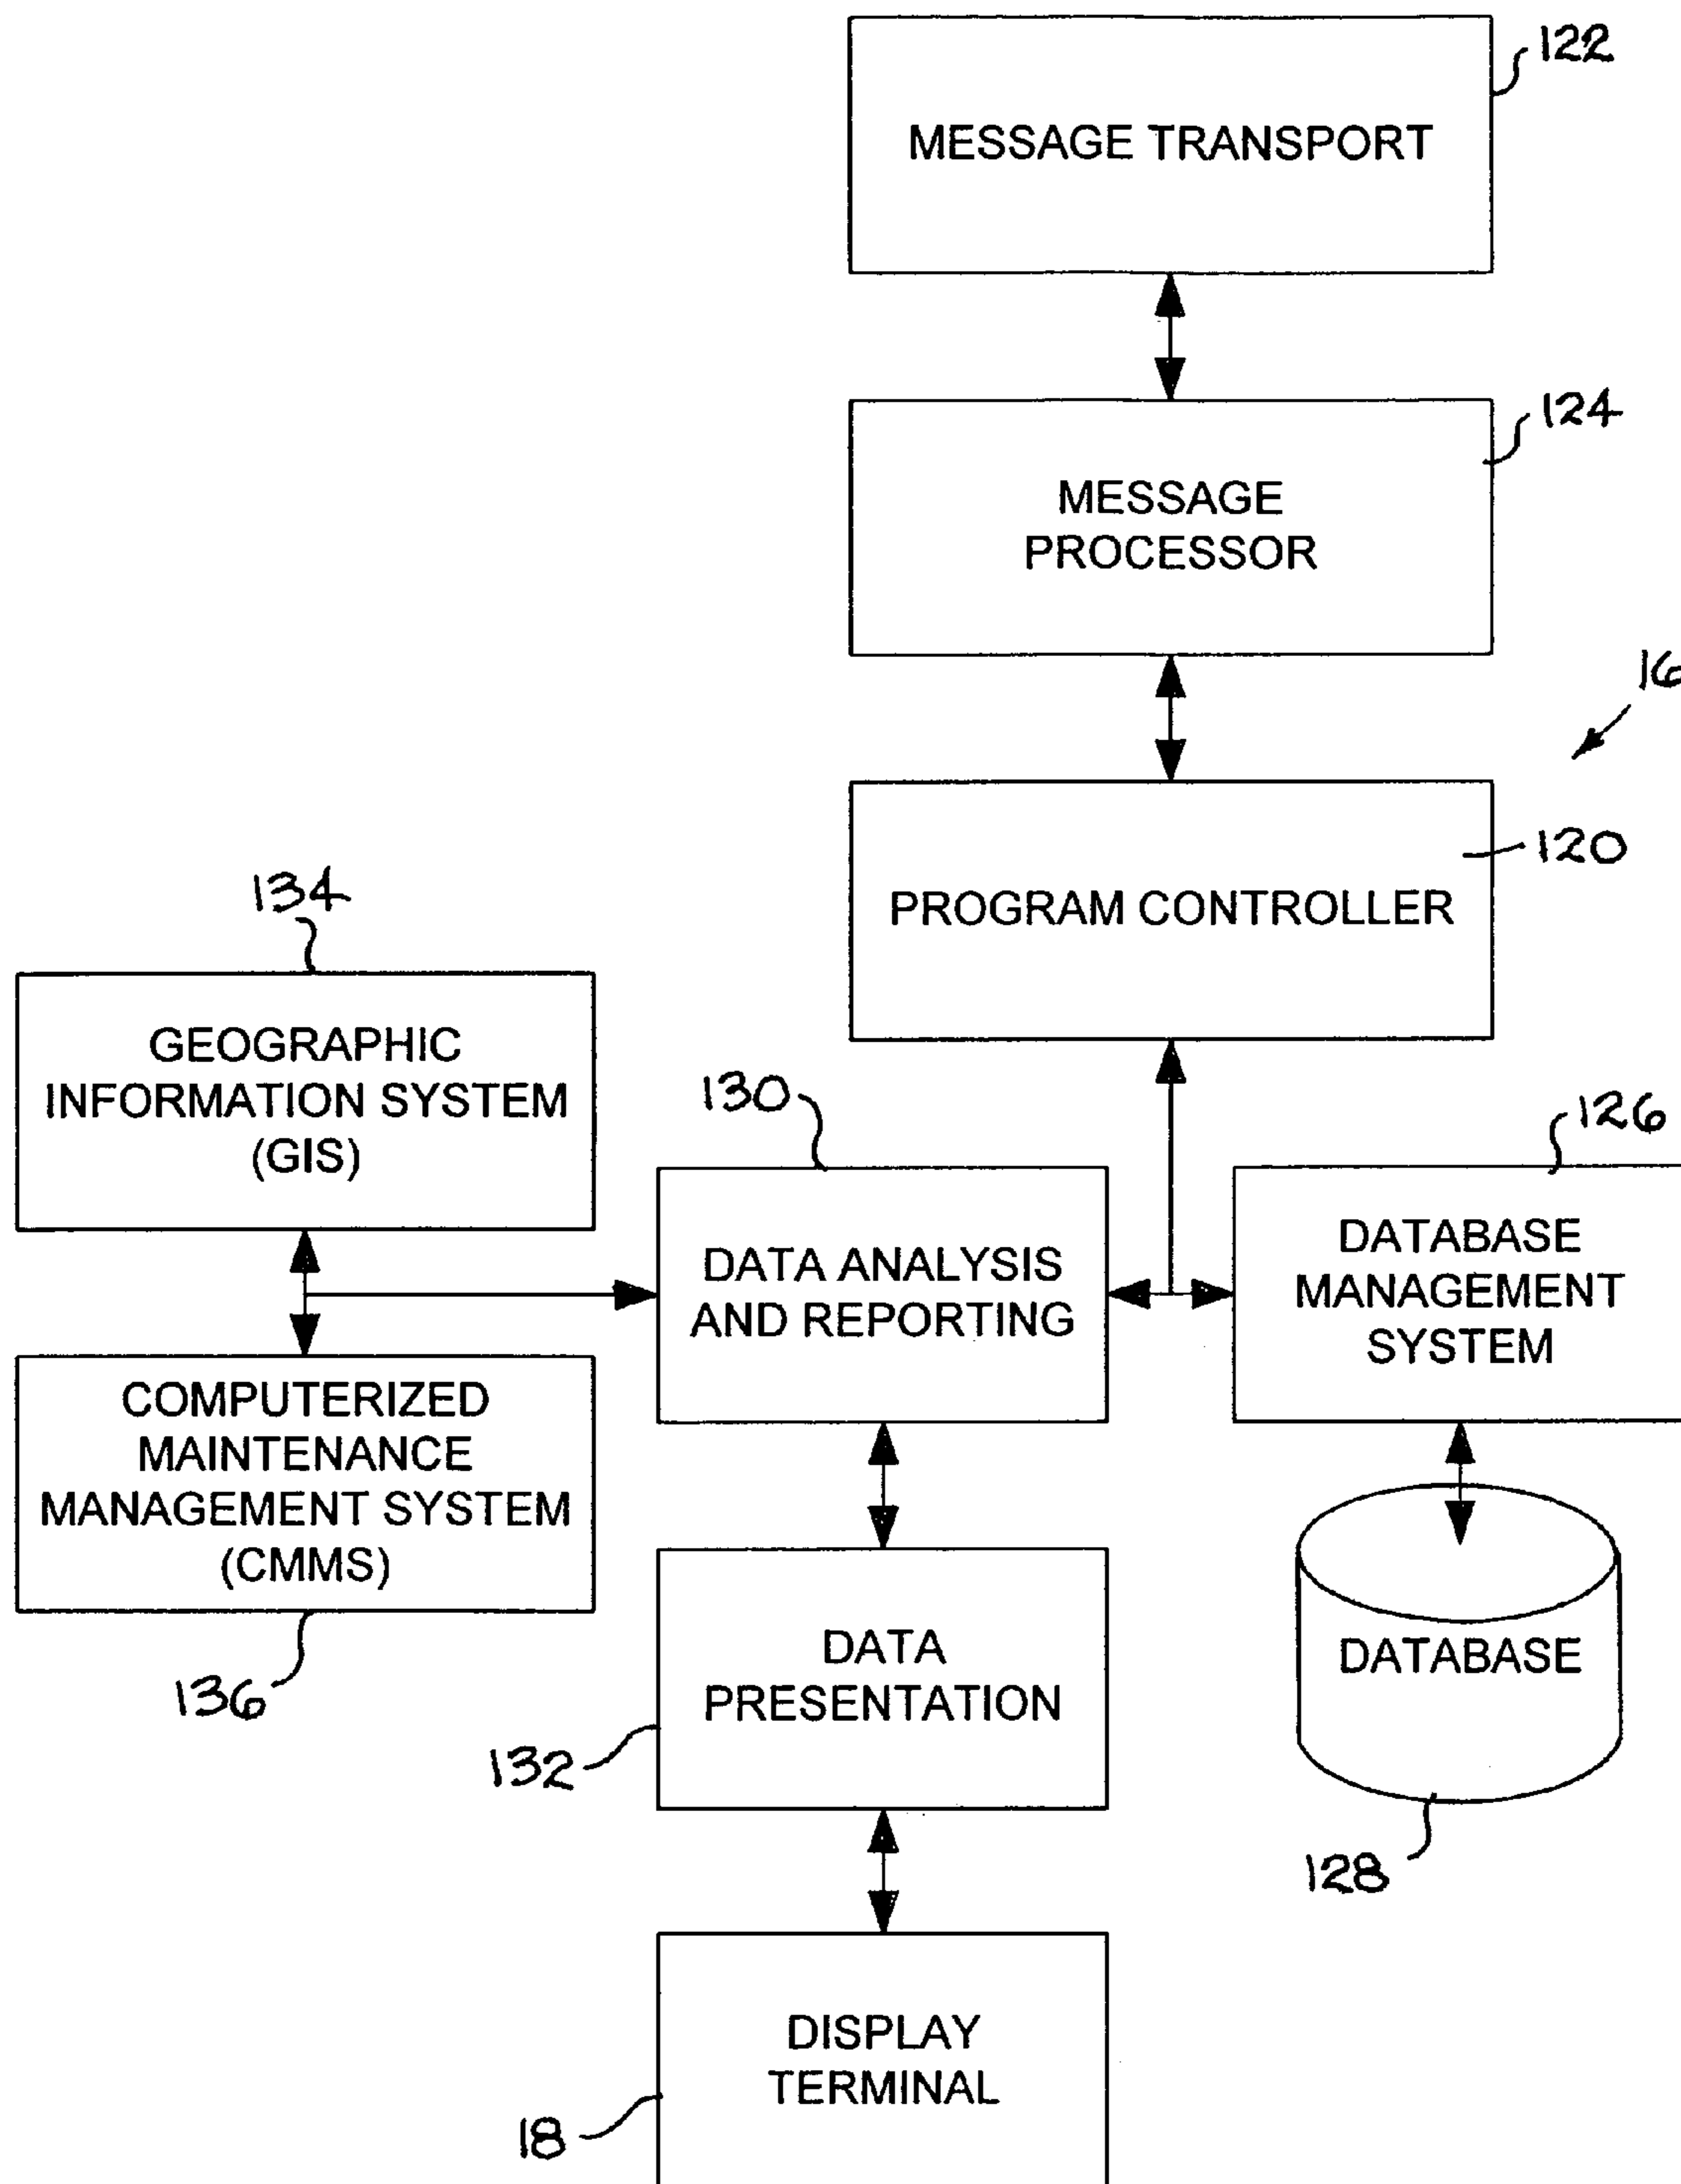 122
MESSAGE TRANSPORT
124
MESSAGE
PROCESSOR
16
120
PROGRAM CONTROLLER
134
GEOGRAPHIC
INFORMATION SYSTEM
(GIS)
130
126
DATA ANALYSIS
AND REPORTING
DATABASE
MANAGEMENT
SYSTEM
COMPUTERIZED
MAINTENANCE
MANAGEMENT SYSTEM
(CMMS)
136
DATA
PRESENTATION
132
DATABASE
128
DISPLAY
TERMINAL
18